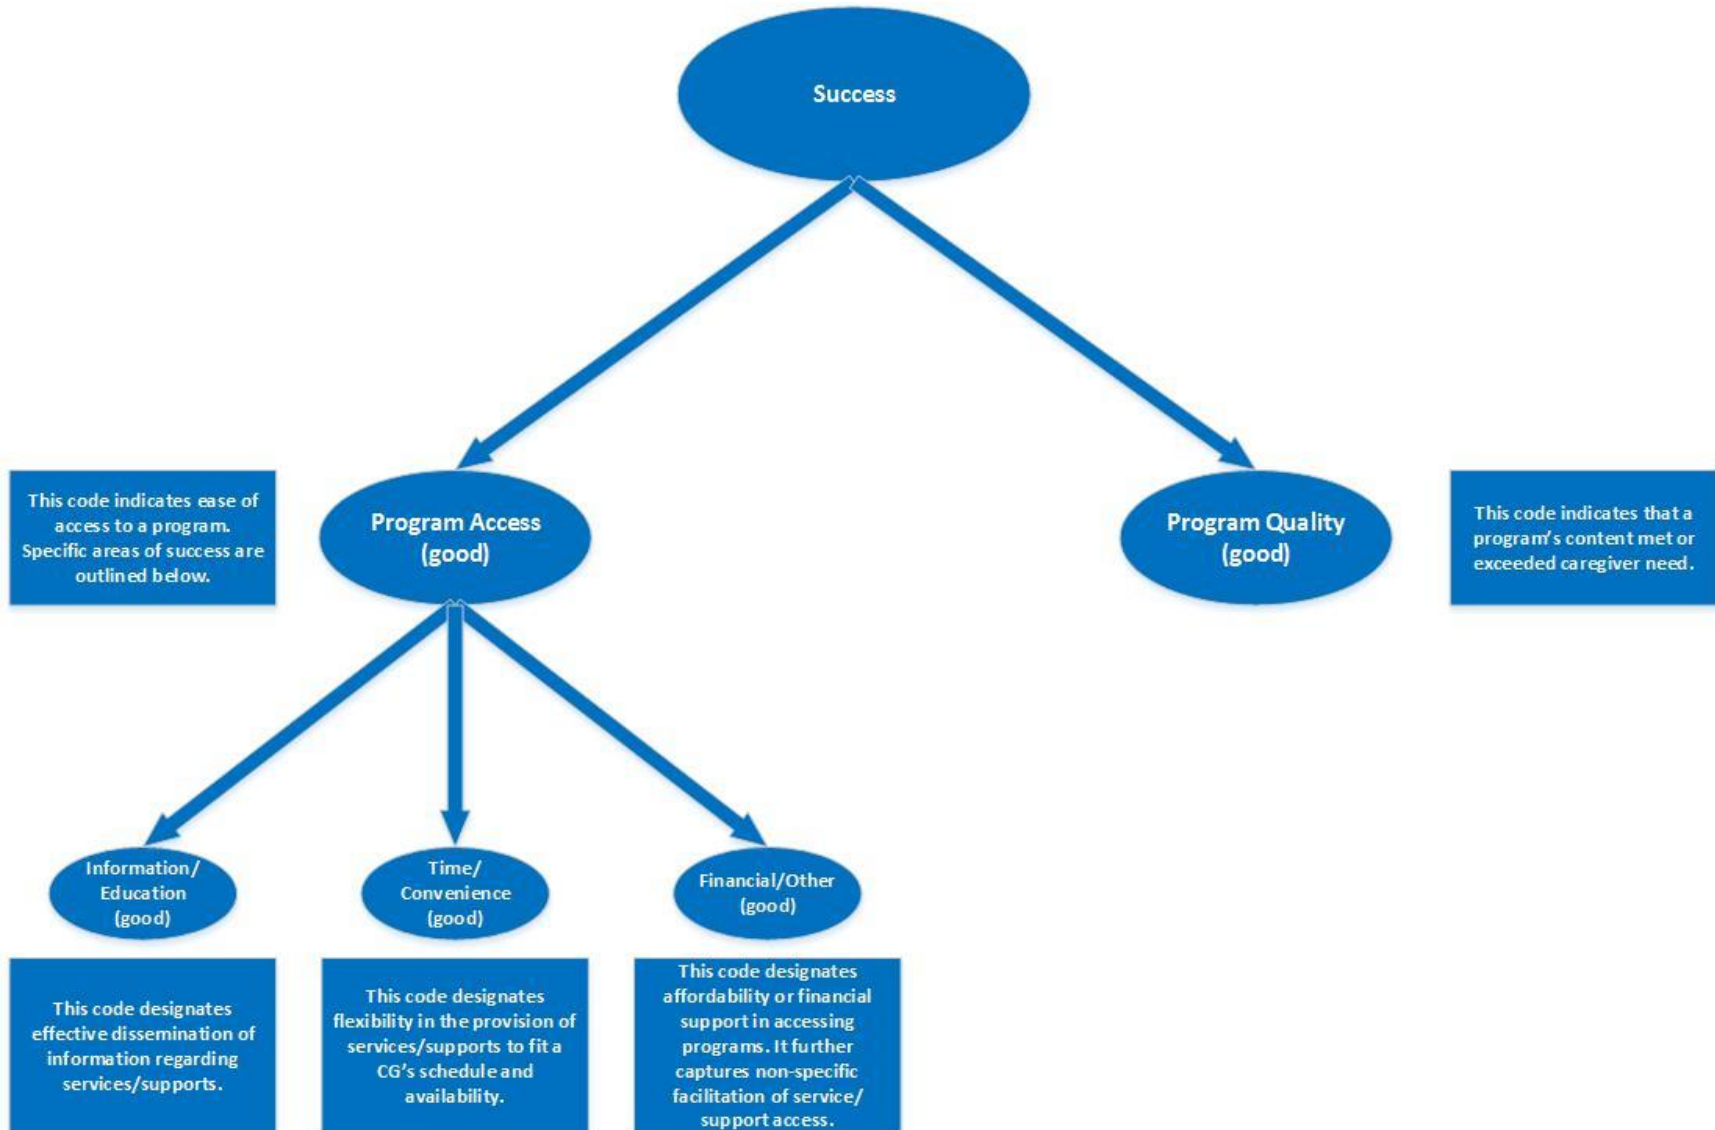 Success
This code indicates ease of
access to a program.
Specific areas of success are
outlined below.
Program Access
(good)
Program Quality
(good)
This code indicates that a
program's content met or
exceeded caregiver need.
Information/
Education
(good)
Time/
Convenience
(good)
Financial/Other
(good)
This code designates
effective dissemination of
information regarding
services/supports.
This code designates
flexibility in the provision of
services/supports to fit a
CG's schedule and
availability.
This code designates
affordability or financial
support in accessing
programs. It further
captures non-specific
facilitation of service/
support access.